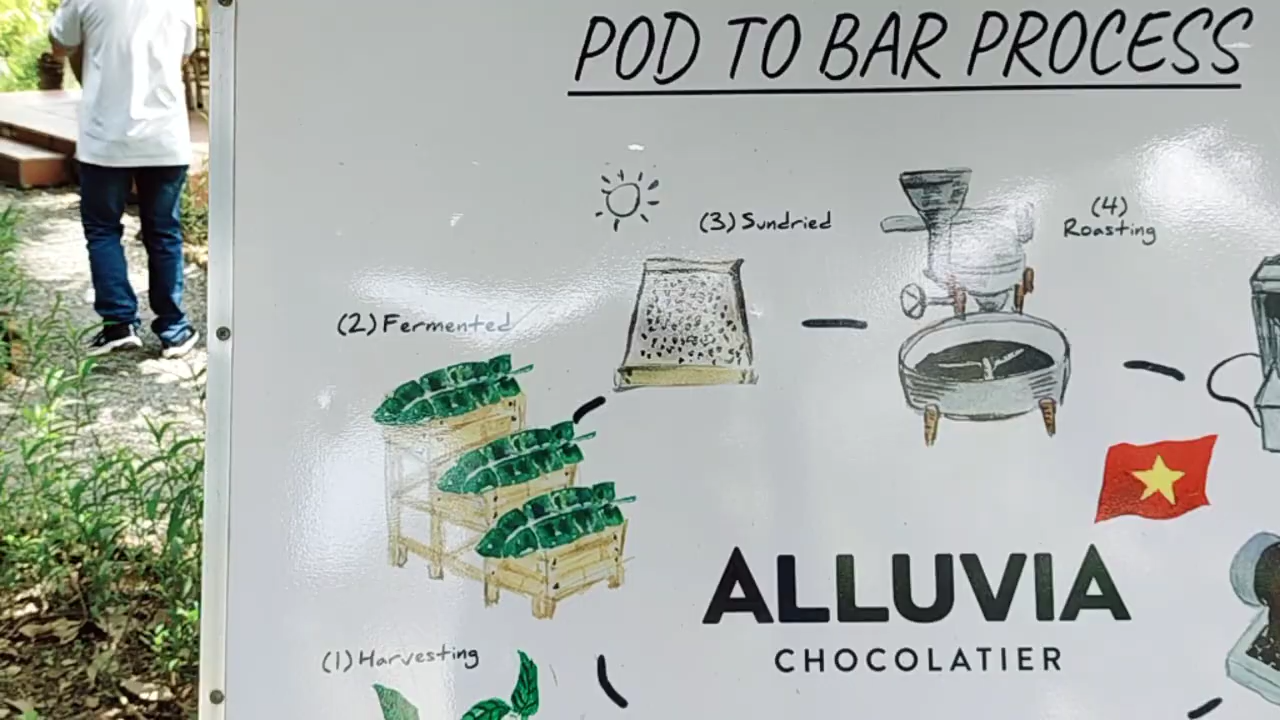 POD TO BAR PROCESS
(3) Sundried
(4)
Roasting
(2) Fermented
ALLUVIA
CHOCOLATIER
(1) Harvesting